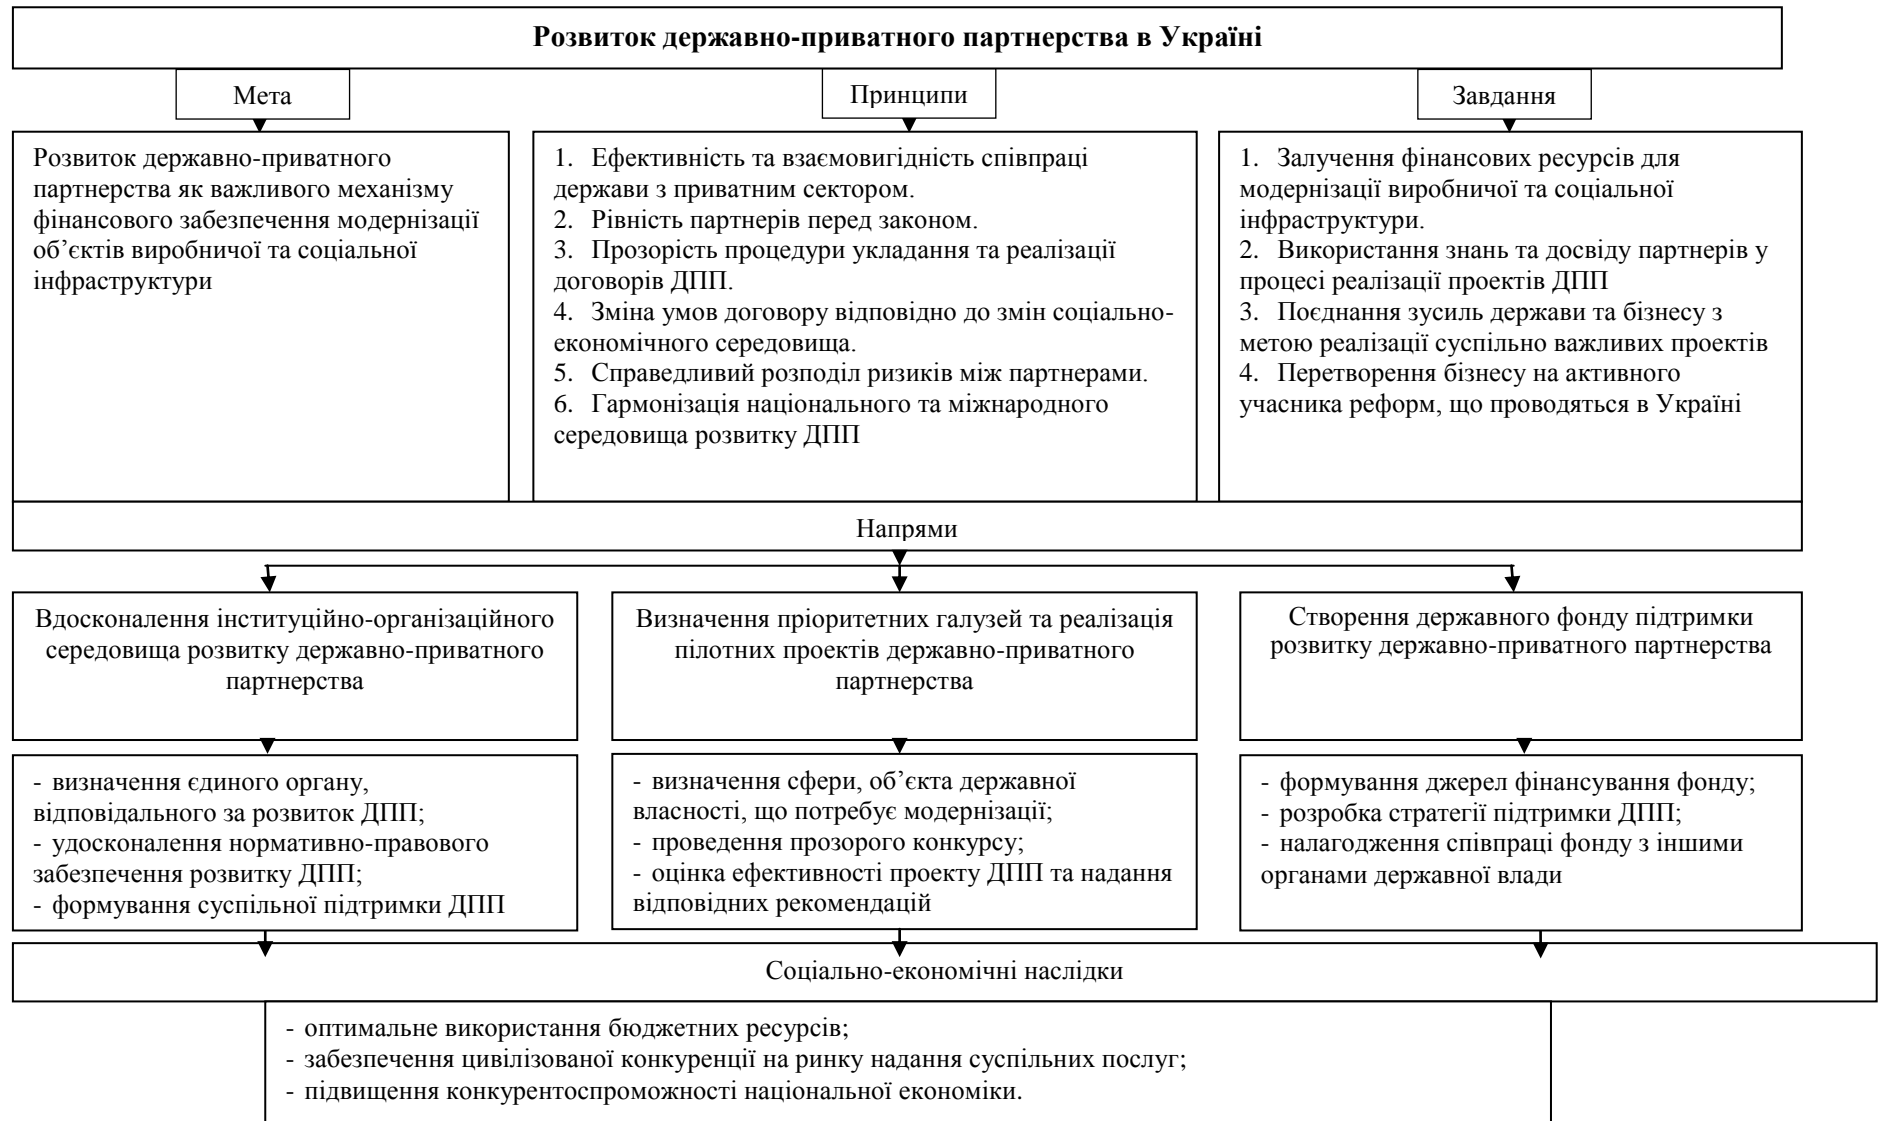 Розвиток державно-приватного партнерства в Україні
Мета
Принципи
Завдання
Розвиток державно-приватного
партнерства як важливого механізму
фінансового забезпечення модернізації
об’єктів виробничої та соціальної
інфраструктури
1. Ефективність та взаємовигідність співпраці
держави з приватним сектором.
2. Рівність партнерів перед законом.
3. Прозорість процедури укладання та реалізації
договорів ДПП.
4. Зміна умов договору відповідно до змін соціально-
економічного середовища.
5. Справедливий розподіл ризиків між партнерами.
6. Гармонізація національного та міжнародного
середовища розвитку ДПП
1. Залучення фінансових ресурсів для
модернізації виробничої та соціальної
інфраструктури.
2. Використання знань та досвіду партнерів у
процесі реалізації проектів ДПП
3. Поєднання зусиль держави та бізнесу з
метою реалізації суспільно важливих проектів
4. Перетворення бізнесу на активного
учасника реформ, що проводяться в Україні
Напрями
Вдосконалення інституційно-організаційного
середовища розвитку державно-приватного
партнерства
Визначення пріоритетних галузей та реалізація
пілотних проектів державно-приватного
партнерства
Створення державного фонду підтримки
розвитку державно-приватного партнерства
- визначення єдиного органу,
відповідального за розвиток ДПП;
- удосконалення нормативно-правового
забезпечення розвитку ДПП;
- формування суспільної підтримки ДПП
- визначення сфери, об’єкта державної
власності, що потребує модернізації;
- проведення прозорого конкурсу;
- оцінка ефективності проекту ДПП та надання
відповідних рекомендацій
- формування джерел фінансування фонду;
- розробка стратегії підтримки ДПП;
- налагодження співпраці фонду з іншими
органами державної влади
Соціально-економічні наслідки
- оптимальне використання бюджетних ресурсів;
- забезпечення цивілізованої конкуренції на ринку надання суспільних послуг;
- підвищення конкурентоспроможності національної економіки.